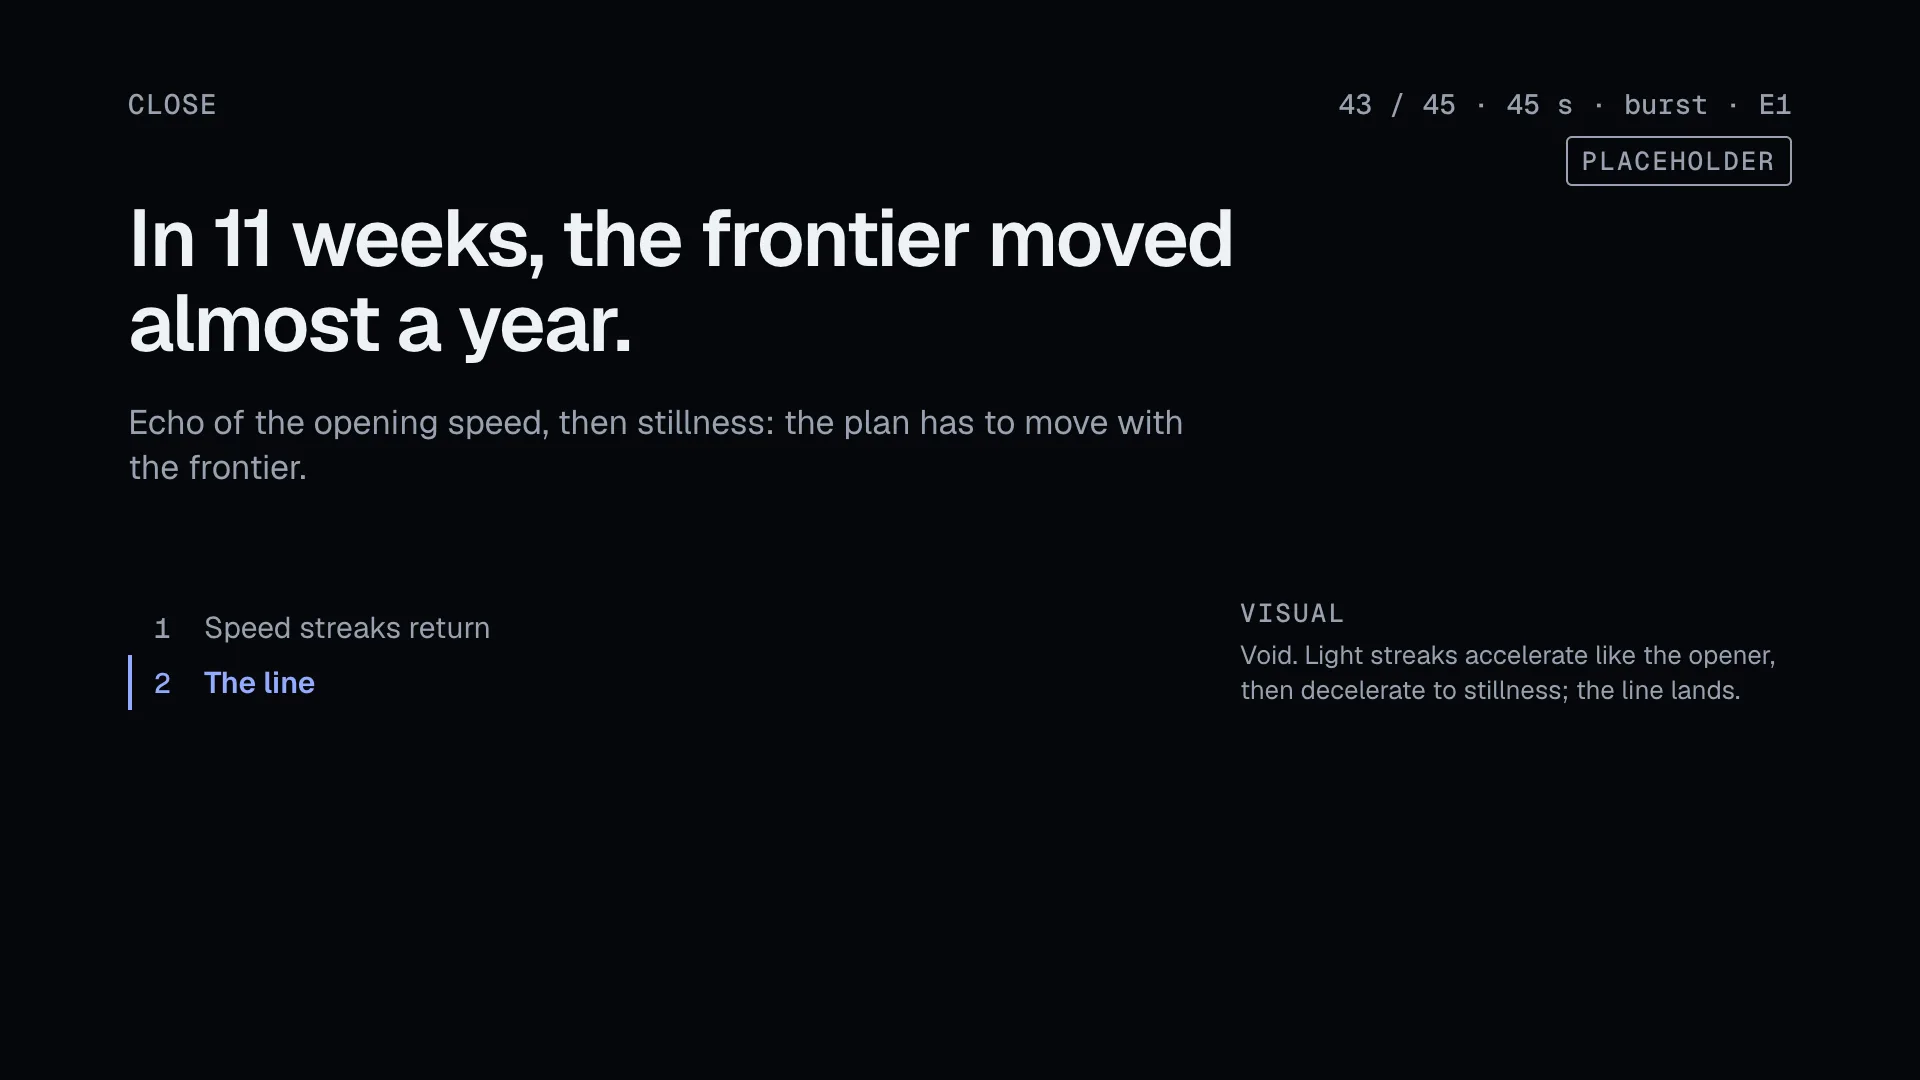 CLOSE
43 / 45 · 45 s · burst · E1
PLACEHOLDER
In 11 weeks, the frontier moved
almost a year.
Echo of the opening speed, then stillness: the plan has to move with
the frontier.
1 Speed streaks return
2 The line
VISUAL
Void. Light streaks accelerate like the opener,
then decelerate to stillness; the line lands.